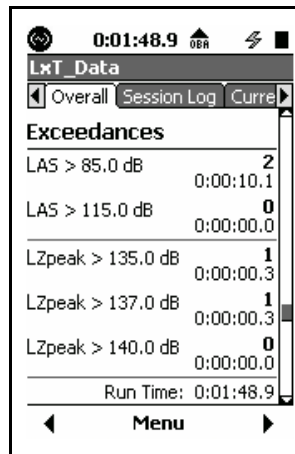 0:01:48.9 OBA
LxT_Data
Overall Session Log Curre
Exceedances
LAS > 85.0 dB 2
0:00:10.1
LAS > 115.0 dB 0
0:00:00.0
LZpeak > 135.0 dB 1
0:00:00.3
LZpeak > 137.0 dB 1
0:00:00.3
LZpeak > 140.0 dB 0
0:00:00.0
Run Time: 0:01:48.9
Menu